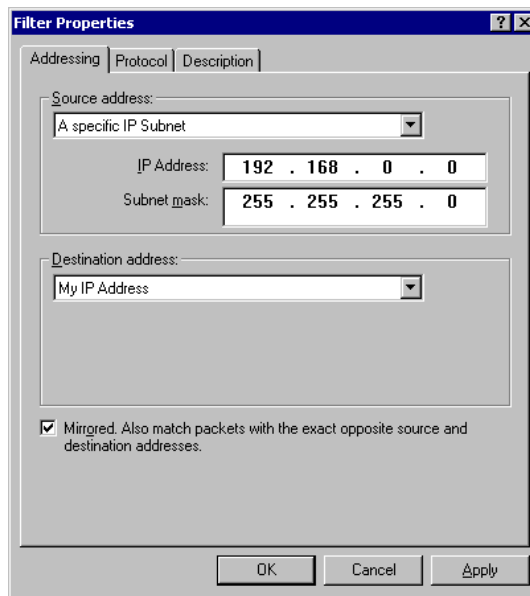 Filter Properties
Addressing Protocol Description
Source address:
A specific IP Subnet
IP Address: 192 . 168 . 0 . 0
Subnet mask: 255 . 255 . 255 . 0
Destination address:
My IP Address
Mirrored. Also match packets with the exact opposite source and
destination addresses.
OK Cancel Apply